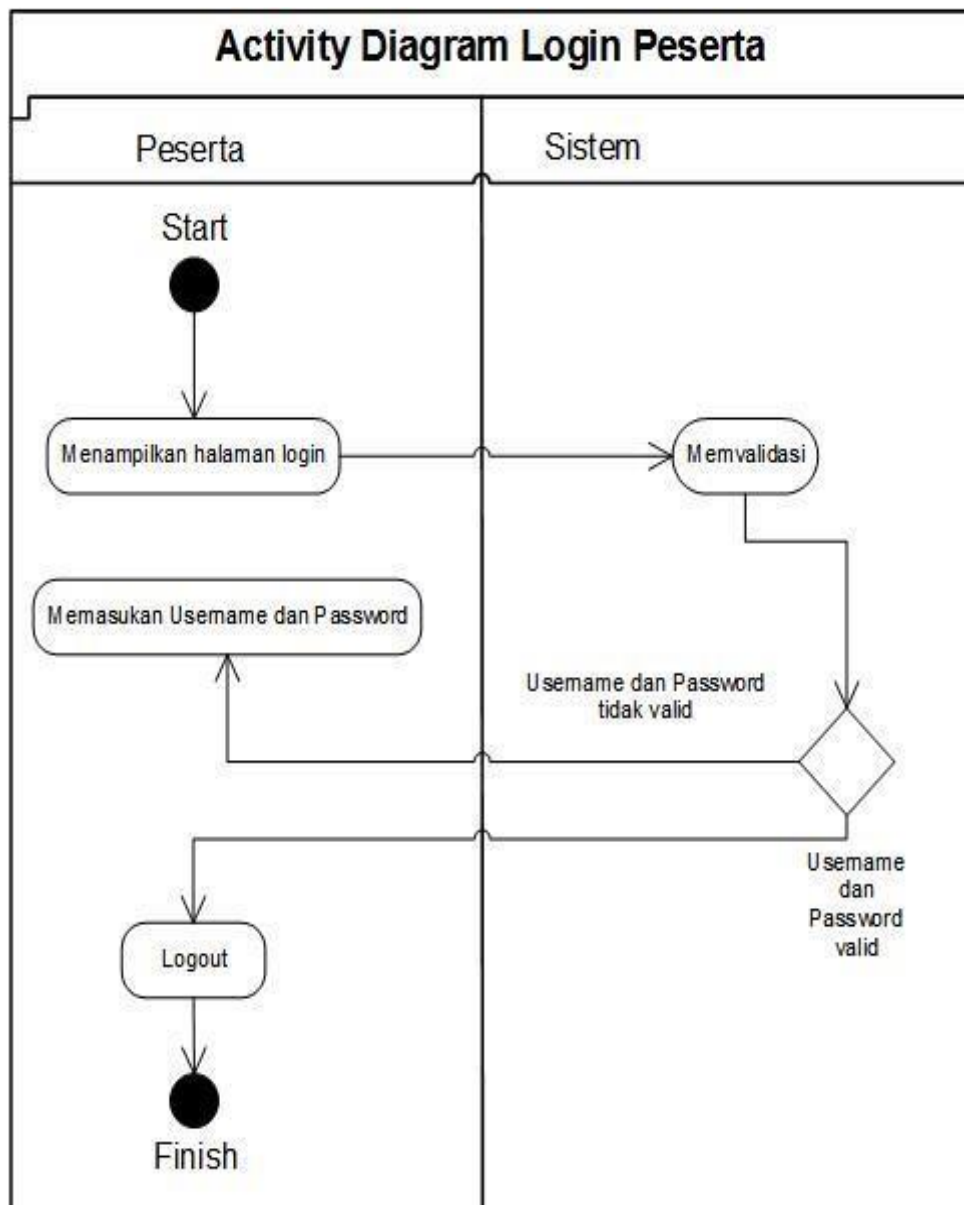 Activity Diagram Login Peserta
Peserta
Sistem
Start
Menampilkan halaman login
Memvalidasi
Memasukan Username dan Password
Username dan Password
tidak valid
Username
dan
Password
valid
Logout
Finish